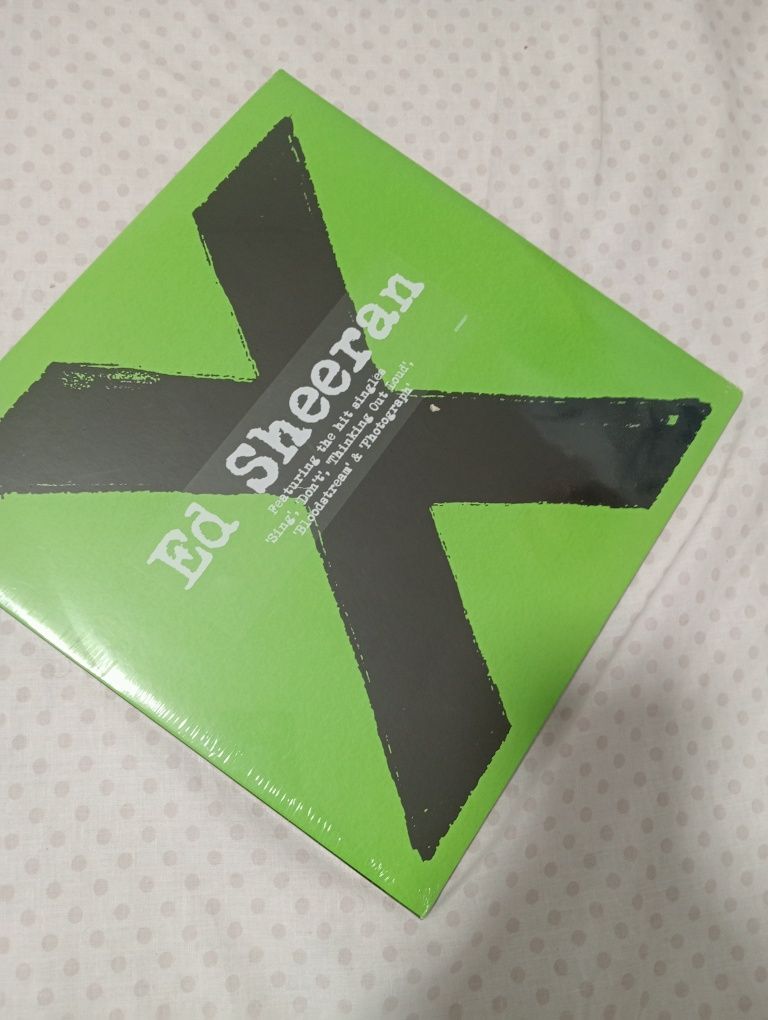 Ed Sheeran
Featuring the hit singles
'Sing', 'Don't', 'Thinking Out Loud',
'Bloodstream' & 'Photograph'